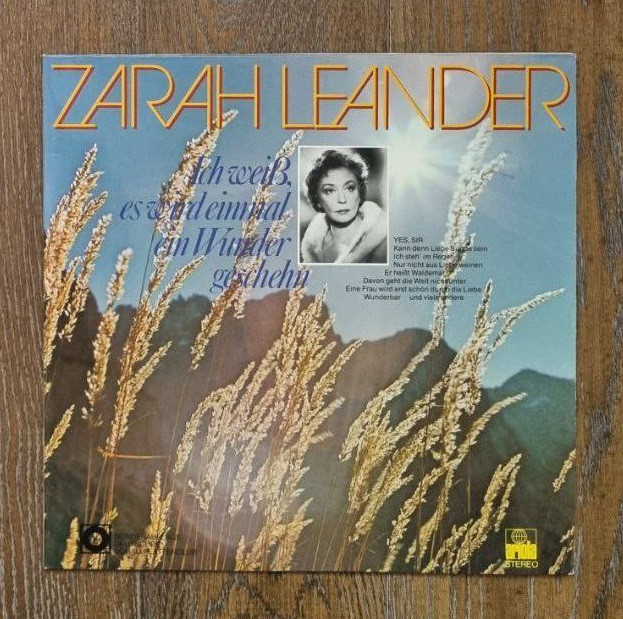 ZARAH LEANDER
Ich weiß,
es wird einmal
ein Wunder
geschehn
YES, SIR
Kann denn Liebe Sünde sein
Ich steh' im Regen
Nur nicht aus Liebe weinen
Er heißt Waldemar
Davon geht die Welt nicht unter
Eine Frau wird erst schön durch die Liebe
Wunderbar und viele andere
ariola
STEREO